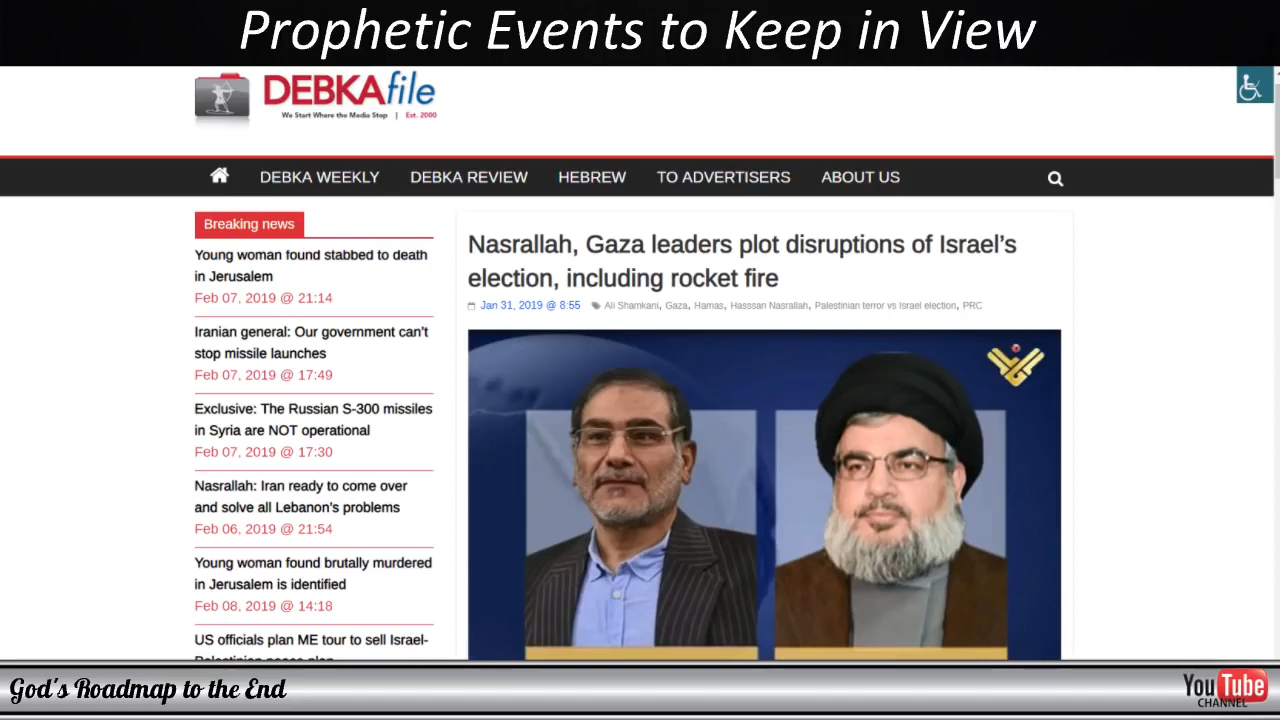 Prophetic Events to Keep in View
DEBKAfile
We Start Where the Media Stop | Est. 2000
DEBKA WEEKLY DEBKA REVIEW HEBREW TO ADVERTISERS ABOUT US
Breaking news
Young woman found stabbed to death
in Jerusalem
Feb 07, 2019 @ 21:14
Iranian general: Our government can't
stop missile launches
Feb 07, 2019 @ 17:49
Exclusive: The Russian S-300 missiles
in Syria are NOT operational
Feb 07, 2019 @ 17:30
Nasrallah: Iran ready to come over
and solve all Lebanon's problems
Feb 06, 2019 @ 21:54
Young woman found brutally murdered
in Jerusalem is identified
Feb 08, 2019 @ 14:18
US officials plan ME tour to sell Israel-
Palestinian peace plan
Nasrallah, Gaza leaders plot disruptions of Israel's
election, including rocket fire
Jan 31, 2019 @ 8:55 Ali Shamkani, Gaza, Hamas, Hasssan Nasrallah, Palestinian terror vs Israel election, PRC
God's Roadmap to the End
YouTube
CHANNEL